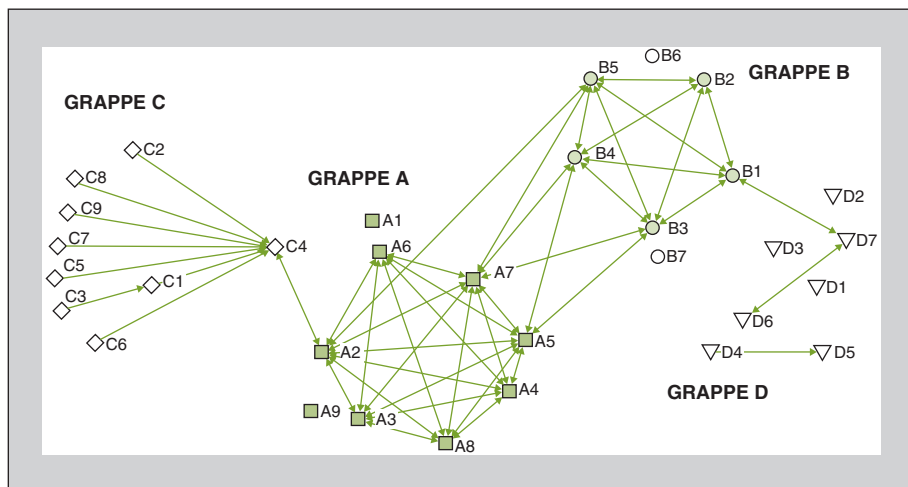 GRAPPE C
C2
C8
C9
C7
C5
C3
C1
C6
C4
GRAPPE A
A1
A6
A7
A2
A5
A4
A9
A3
A8
GRAPPE B
B6
B5
B2
B4
B1
B3
B7
D2
D7
D3
D1
D6
D4
D5
GRAPPE D